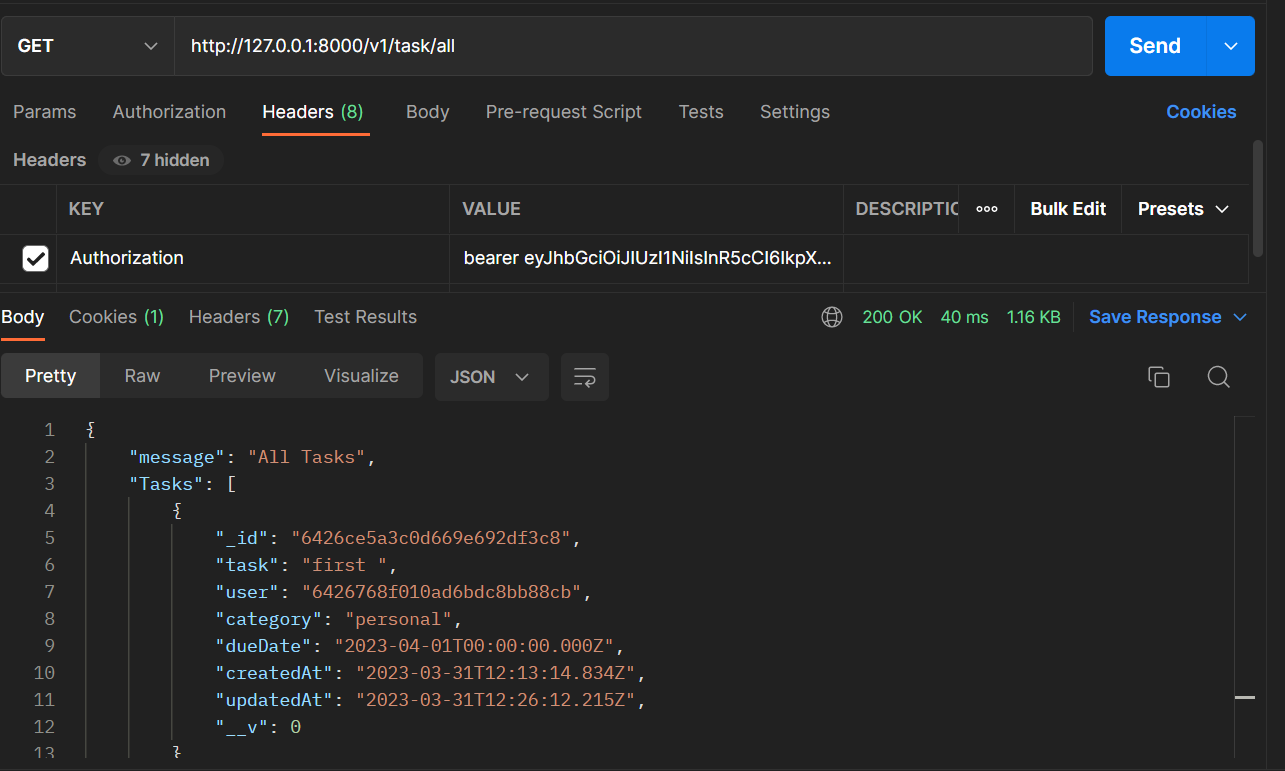 GET http://127.0.0.1:8000/v1/task/all Send
Params Authorization Headers (8) Body Pre-request Script Tests Settings Cookies
Headers 7 hidden
KEY VALUE DESCRIPTIC ooo Bulk Edit Presets
Authorization bearer eyJhbGciOiJIUzI1NiIsInR5cCI6IkpX...
Body Cookies (1) Headers (7) Test Results 200 OK 40 ms 1.16 KB Save Response
Pretty Raw Preview Visualize JSON
1 {
2 "message": "All Tasks",
3 "Tasks": [
4 {
5 "_id": "6426ce5a3c0d669e692df3c8",
6 "task": "first ",
7 "user": "6426768f010ad6bdc8bb88cb",
8 "category": "personal",
9 "dueDate": "2023-04-01T00:00:00.000Z",
10 "createdAt": "2023-03-31T12:13:14.834Z",
11 "updatedAt": "2023-03-31T12:26:12.215Z",
12 "__v": 0
13 }